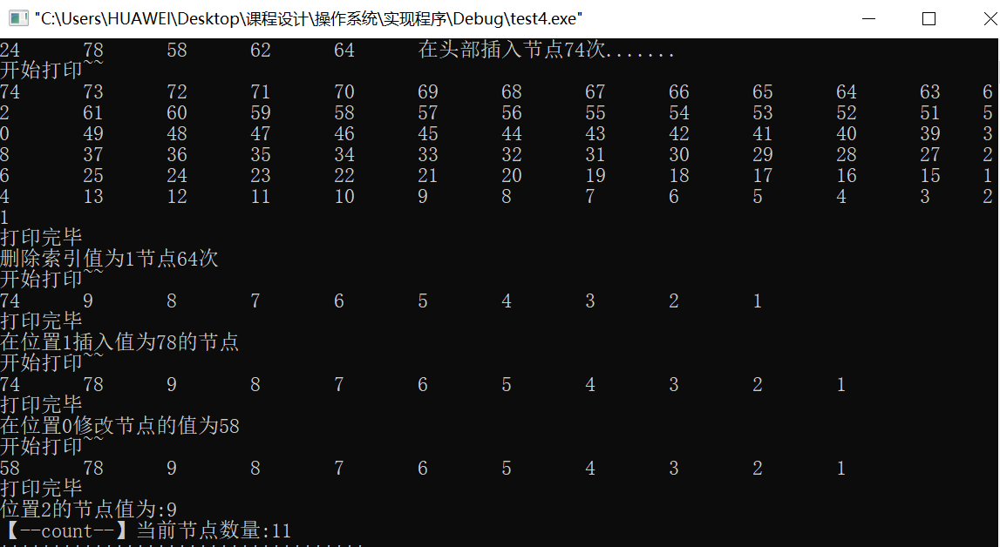 "C:\Users\HUAWEI\Desktop\课程设计\操作系统\实现程序\Debug\test4.exe"
24 78 58 62 64 在头部插入节点74次.......
开始打印~~
74 73 72 71 70 69 68 67 66 65 64 63 6
2 61 60 59 58 57 56 55 54 53 52 51 5
0 49 48 47 46 45 44 43 42 41 40 39 3
8 37 36 35 34 33 32 31 30 29 28 27 2
6 25 24 23 22 21 20 19 18 17 16 15 1
4 13 12 11 10 9 8 7 6 5 4 3 2
1
打印完毕
删除索引值为1节点64次
开始打印~~
74 9 8 7 6 5 4 3 2 1
打印完毕
在位置1插入值为78的节点
开始打印~~
74 78 9 8 7 6 5 4 3 2 1
打印完毕
在位置0修改节点的值为58
开始打印~~
58 78 9 8 7 6 5 4 3 2 1
打印完毕
位置2的节点值为:9
【--count--】当前节点数量:11